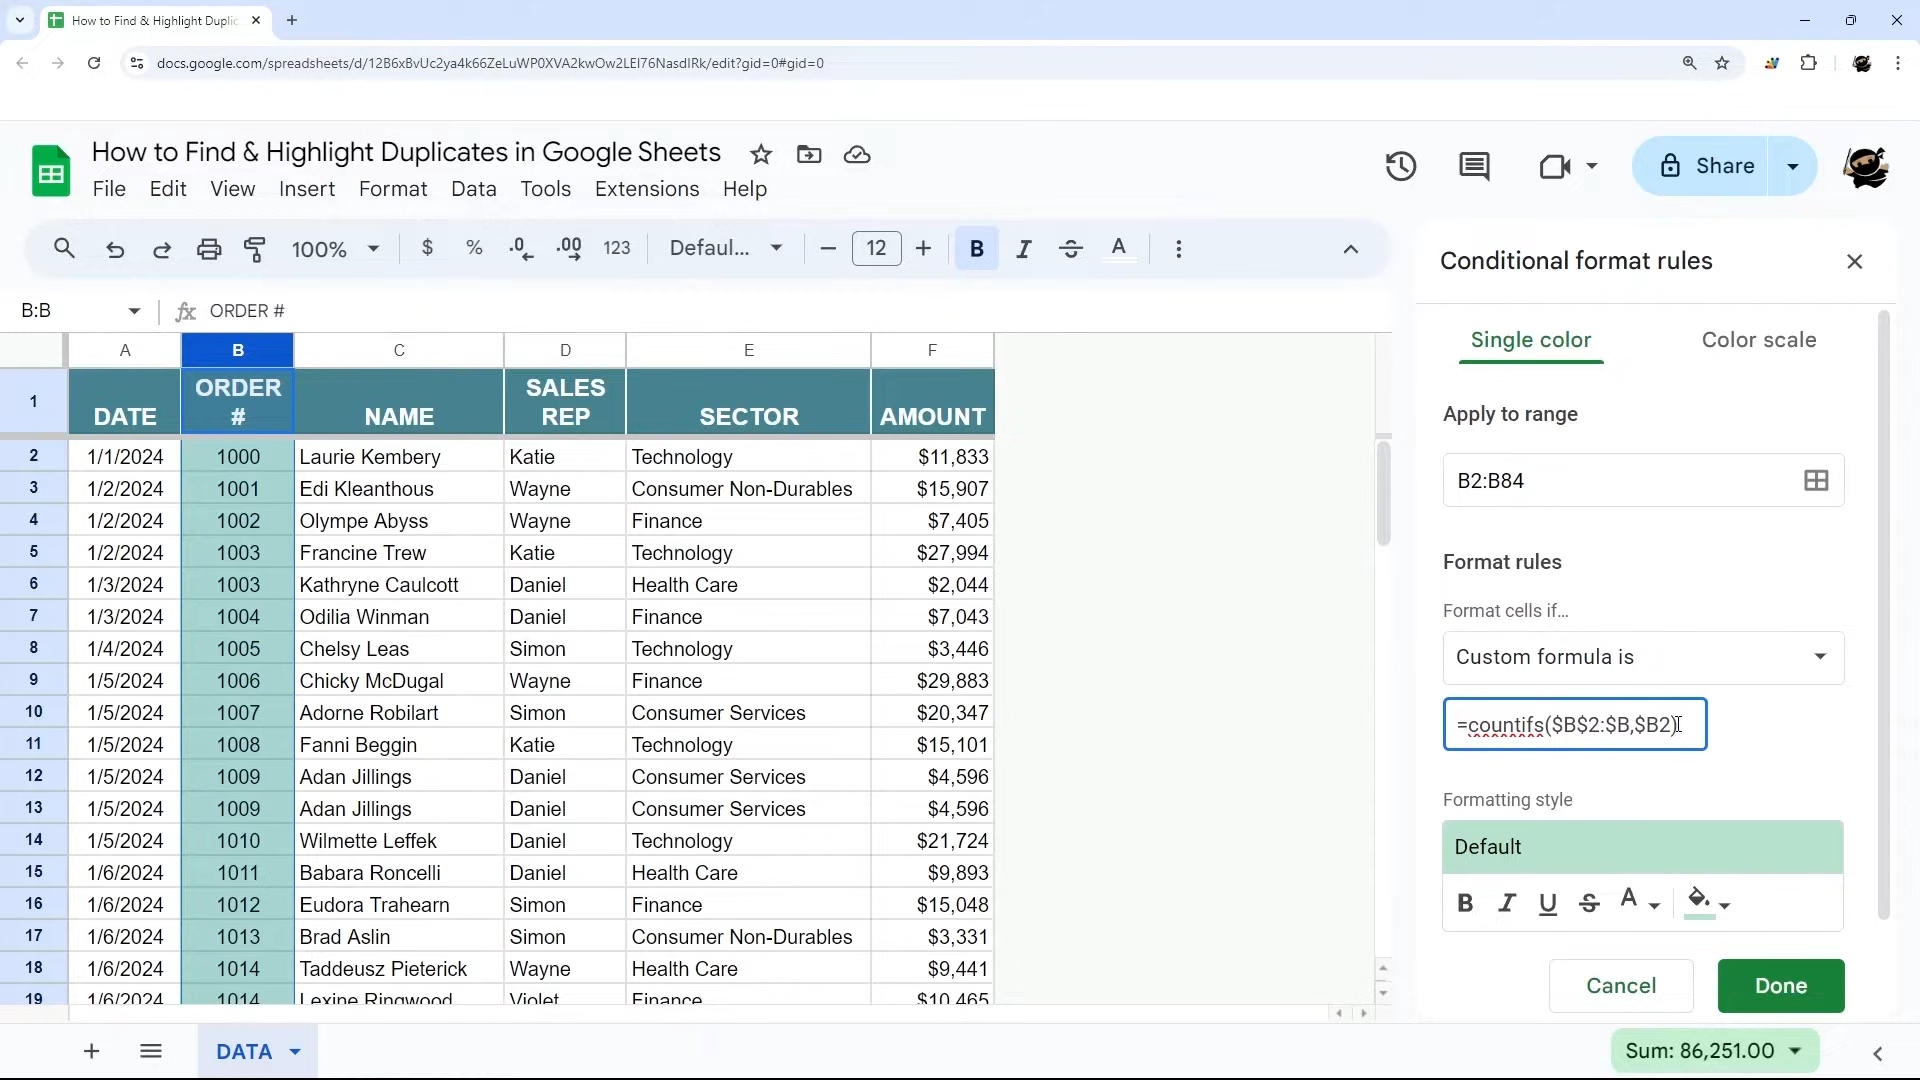 How to Find & Highlight Duplic
docs.google.com/spreadsheets/d/12B6xBvUc2ya4k66ZeLuWP0XVA2kwOw2LEl76NasdIRk/edit?gid=0#gid=0
How to Find & Highlight Duplicates in Google Sheets
File Edit View Insert Format Data Tools Extensions Help
Share
100% $ % .0 .00 123 Defaul... 12 B I S A
B:B fx ORDER #
A B C D E F
1 DATE ORDER # NAME SALES REP SECTOR AMOUNT
2 1/1/2024 1000 Laurie Kembery Katie Technology $11,833
3 1/2/2024 1001 Edi Kleanthous Wayne Consumer Non-Durables $15,907
4 1/2/2024 1002 Olympe Abyss Wayne Finance $7,405
5 1/2/2024 1003 Francine Trew Katie Technology $27,994
6 1/3/2024 1003 Kathryne Caulcott Daniel Health Care $2,044
7 1/3/2024 1004 Odilia Winman Daniel Finance $7,043
8 1/4/2024 1005 Chelsy Leas Simon Technology $3,446
9 1/5/2024 1006 Chicky McDugal Wayne Finance $29,883
10 1/5/2024 1007 Adorne Robilart Simon Consumer Services $20,347
11 1/5/2024 1008 Fanni Beggin Katie Technology $15,101
12 1/5/2024 1009 Adan Jillings Daniel Consumer Services $4,596
13 1/5/2024 1009 Adan Jillings Daniel Consumer Services $4,596
14 1/5/2024 1010 Wilmette Leffek Daniel Technology $21,724
15 1/6/2024 1011 Babara Roncelli Daniel Health Care $9,893
16 1/6/2024 1012 Eudora Trahearn Simon Finance $15,048
17 1/6/2024 1013 Brad Aslin Simon Consumer Non-Durables $3,331
18 1/6/2024 1014 Taddeusz Pieterick Wayne Health Care $9,441
19 1/6/2024 1014 Lexine Ringwood Violet Finance $10,465
DATA
Sum: 86,251.00
Conditional format rules
Single color Color scale
Apply to range
B2:B84
Format rules
Format cells if…
Custom formula is
=countifs($B$2:$B,$B2)
Formatting style
Default
B I U S A
Cancel Done